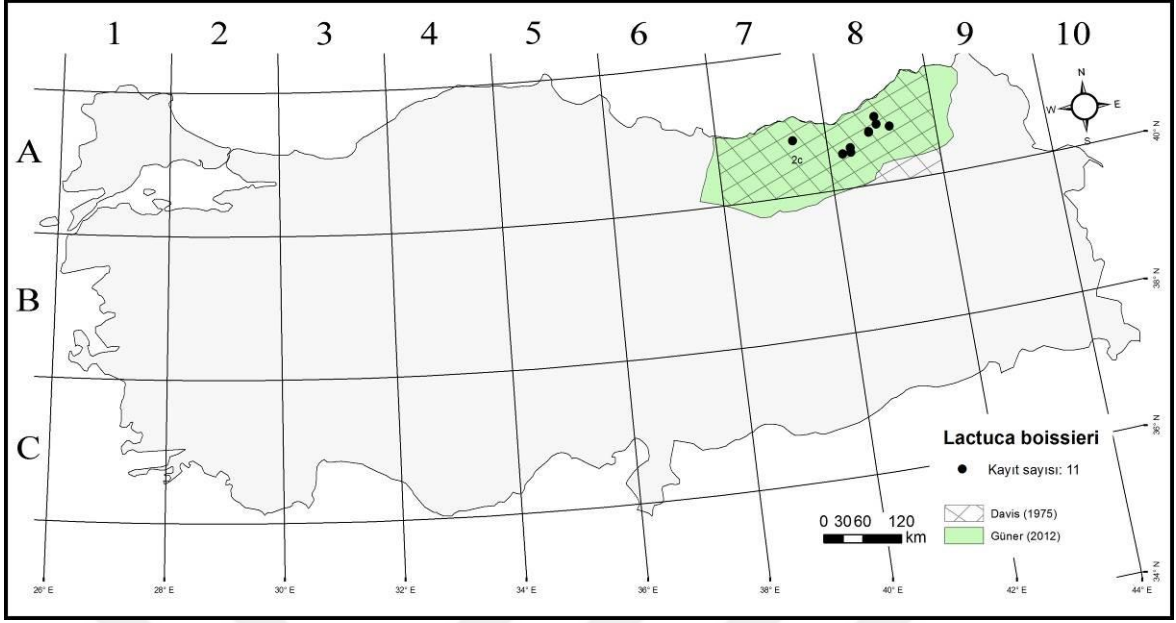 1 2 3 4 5 6 7 8 9 10
N
W E
S
40° N
A
2c
B
38° N
C
36° N
Lactuca boissieri
Kayıt sayısı: 11
0 30 60 120
km
Davis (1975)
Güner (2012)
34° N
26° E 28° E 30° E 32° E 34° E 36° E 38° E 40° E 42° E 44° E